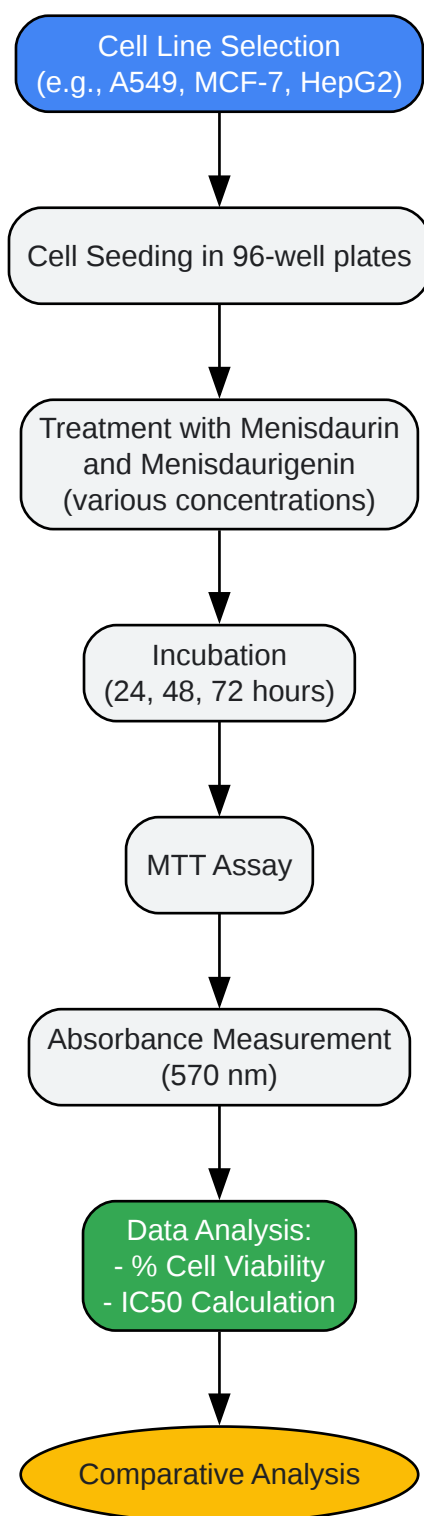 Cell Line Selection
(e.g., A549, MCF-7, HepG2)
Cell Seeding in 96-well plates
Treatment with Menisdaurin
and Menisdaurigenin
(various concentrations)
Incubation
(24, 48, 72 hours)
MTT Assay
Absorbance Measurement
(570 nm)
Data Analysis:
- % Cell Viability
- IC50 Calculation
Comparative Analysis